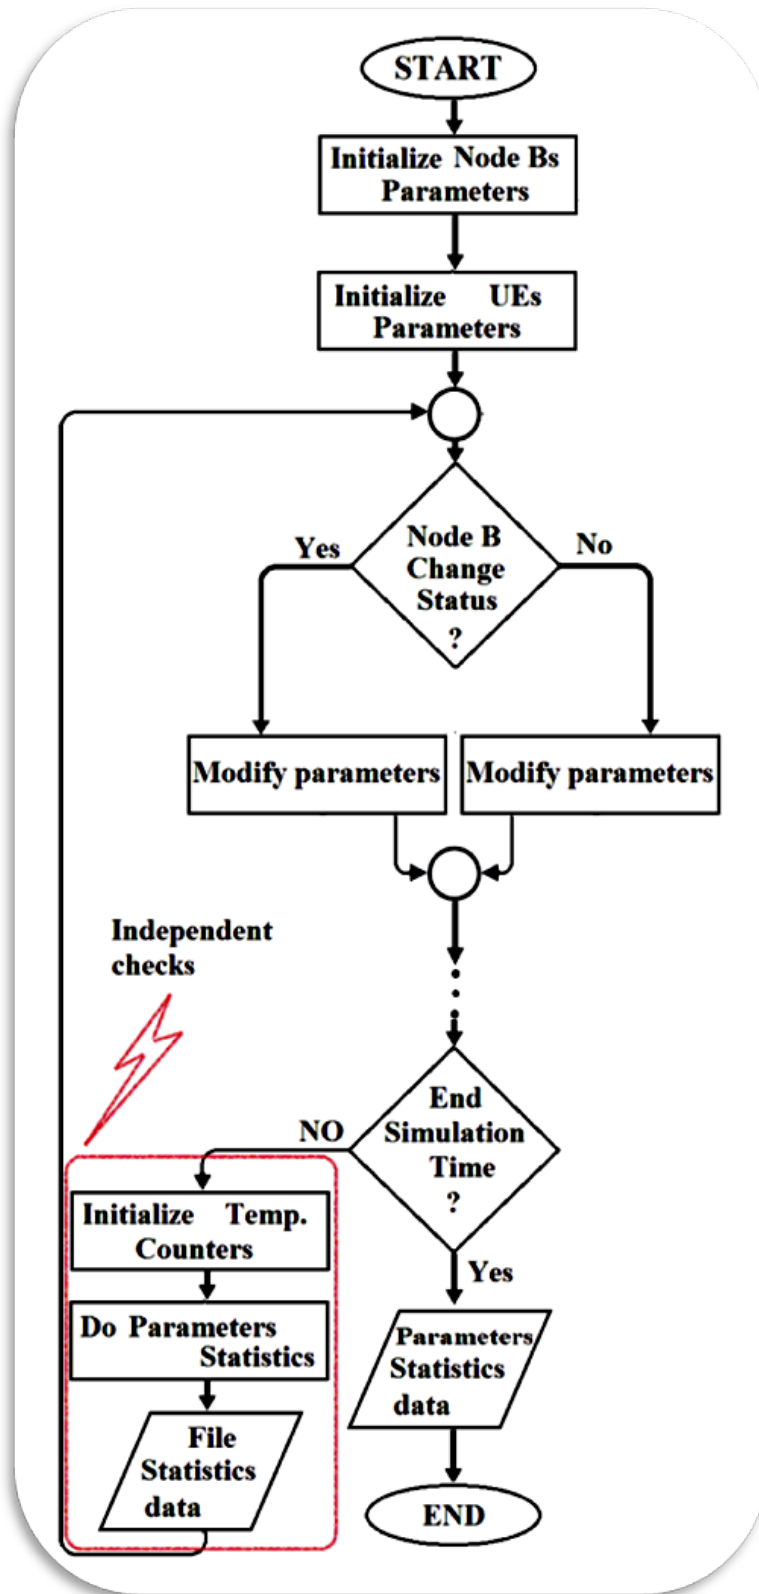 START
Initialize Node Bs
Parameters
Initialize UEs
Parameters
Node B
Change
Status
?
Yes
No
Modify parameters
Modify parameters
Independent
checks
End
Simulation
Time
?
NO
Yes
Initialize Temp.
Counters
Do Parameters
Statistics
File
Statistics
data
Parameters
Statistics
data
END